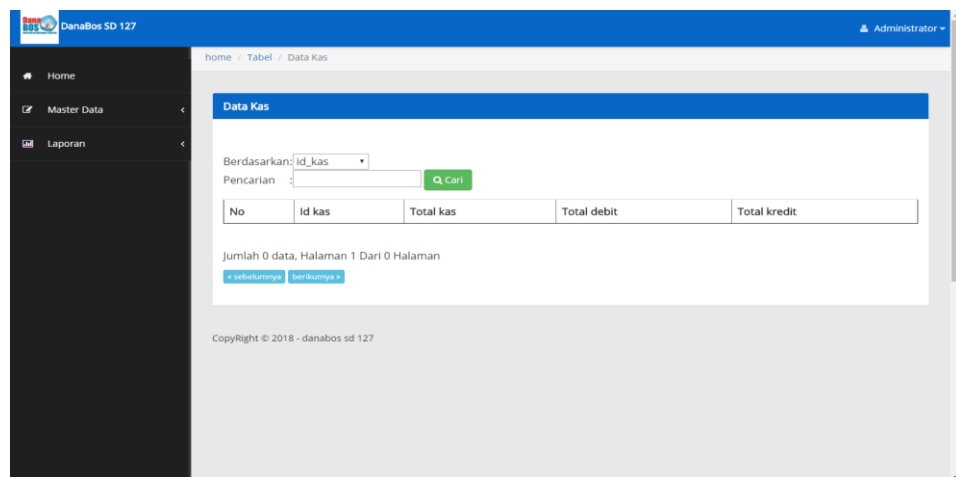 Dana BOS DanaBos SD 127
Administrator
home / Tabel / Data Kas
Home
Master Data
Laporan
Data Kas
Berdasarkan: id_kas
Pencarian :
Cari
No Id kas Total kas Total debit Total kredit
Jumlah 0 data, Halaman 1 Dari 0 Halaman
« sebelumnya berikutnya »
CopyRight © 2018 - danabos sd 127